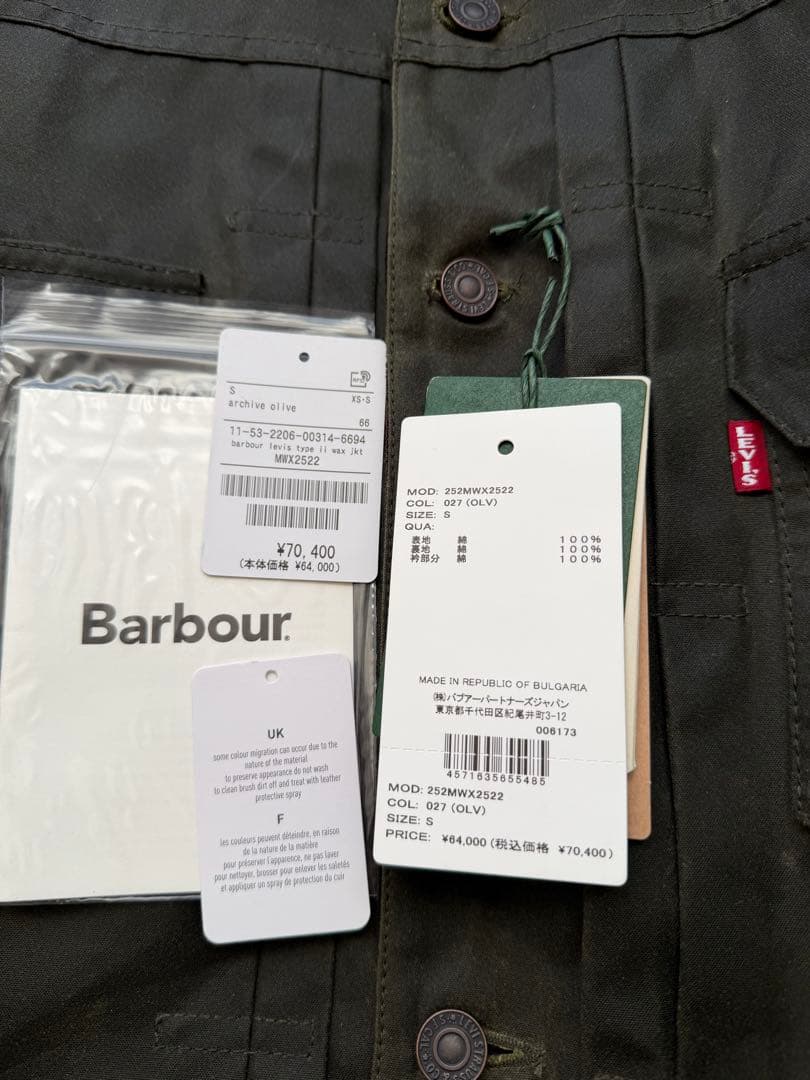 S
XS-S
archive olive
66
11-53-2206-00314-6694
barbour levis type ii wax jkt
MWX2522
¥70,400
(本体価格 ¥64,000)
Barbour
UK
some colour migration can occur due to the
nature of the material
to preserve appearance do not wash
to clean brush dirt off and treat with leather
protective spray
F
les couleurs peuvent déteindre, en raison
de la nature de la matière
pour préserver l'apparence, ne pas laver
pour nettoyer, brosser pour enlever les saletés
et appliquer un spray de protection du cuir
MOD: 252MWX2522
COL: 027 (OLV)
SIZE: S
QUA:
表地 綿 100%
裏地 綿 100%
衿部分 綿 100%
MADE IN REPUBLIC OF BULGARIA
(株)バブアーパートナーズジャパン
東京都千代田区紀尾井町3-12
006173
4571635655485
MOD: 252MWX2522
COL: 027 (OLV)
SIZE: S
PRICE: ¥64,000 (税込価格 ¥70,400)
LEVI'S